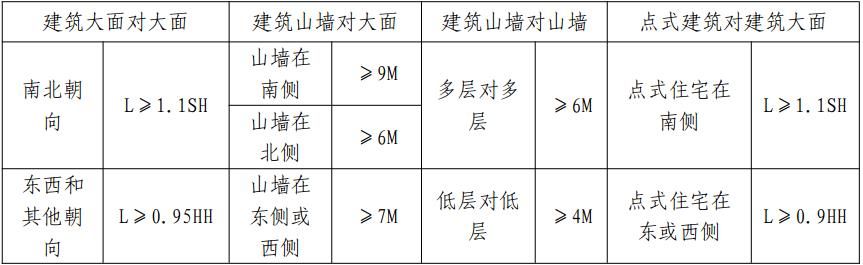 建筑大面对大面
建筑山墙对大面
建筑山墙对山墙
点式建筑对建筑大面
南北朝
向
L≥1.1SH
山墙在
南侧
≥9M
山墙在
北侧
≥6M
多层对多
层
≥6M
点式住宅在
南侧
L≥1.1SH
东西和
其他朝
向
L≥0.95HH
山墙在
东侧或
西侧
≥7M
低层对低
层
≥4M
点式住宅在
东或西侧
L≥0.9HH